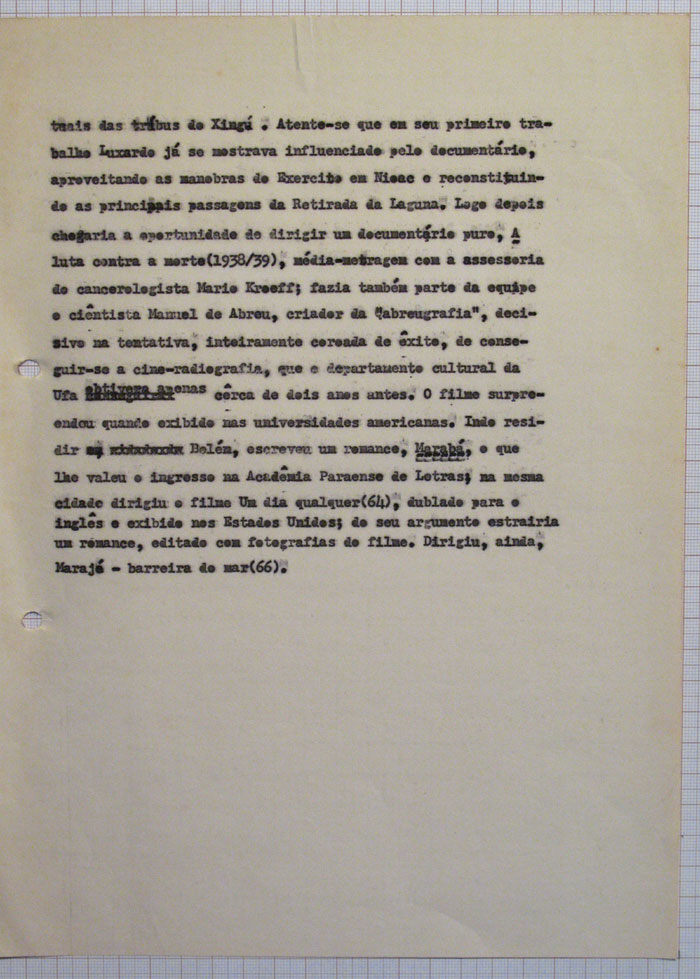 tuais das tribus do Xingú . Atente-se que em seu primeiro tra-
balho Luxardo já se mostrava influenciado pelo documentário,
aproveitando as manobras do Exercito em Nioac e reconstituin-
do as principais passagens da Retirada da Laguna. Logo depois
chegaria a oportunidade de dirigir um documentário puro, A
luta contra a morte(1938/39), média-metragem com a assessoria
do cancerologista Mario Kroeff; fazia também parte da equipe
o ciêntista Manuel de Abreu, criador da "abreugrafia", deci-
sivo na tentativa, inteiramente coroada de êxito, de conse-
guir-se a cine-radiografia, que o departamento cultural da
Ufa obtivera apenas cêrca de dois anos antes. O filme surpre-
endou quando exibido nas universidades americanas. Indo resi-
dir Belém, escreveu um romance, Marabá, o que
lhe valeu o ingresso na Acadêmia Paraense de Letras; na mesma
cidade dirigiu o filme Um dia qualquer(64), dublado para o
inglês e exibido nos Estados Unidos; do seu argumento estrairia
um romance, editado com fotografias do filme. Dirigiu, ainda,
Marajó - barreira do mar(66).